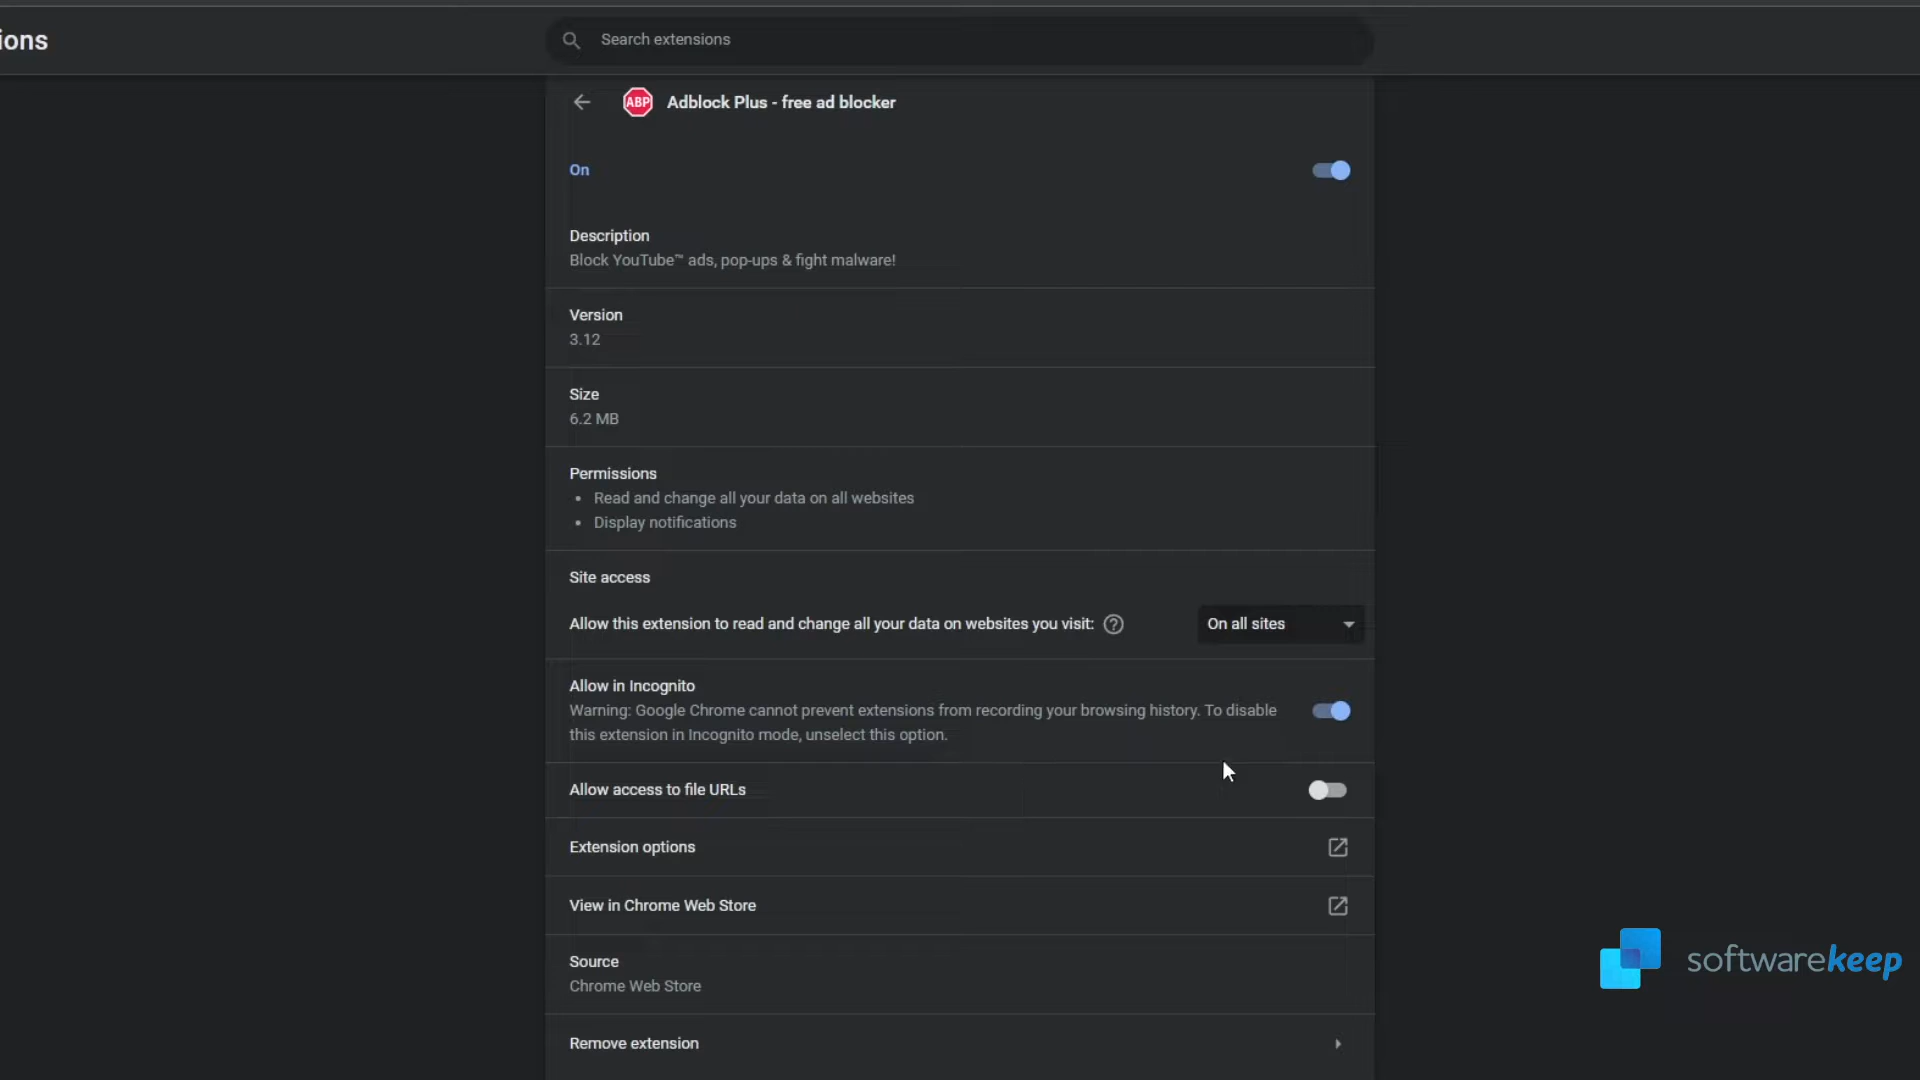 ions
Search extensions
ABP Adblock Plus - free ad blocker
On
Description
Block YouTube™ ads, pop-ups & fight malware!
Version
3.12
Size
6.2 MB
Permissions
• Read and change all your data on all websites
• Display notifications
Site access
Allow this extension to read and change all your data on websites you visit: ? On all sites
Allow in Incognito
Warning: Google Chrome cannot prevent extensions from recording your browsing history. To disable
this extension in Incognito mode, unselect this option.
Allow access to file URLs
Extension options
View in Chrome Web Store
Source
Chrome Web Store
Remove extension
softwarekeep